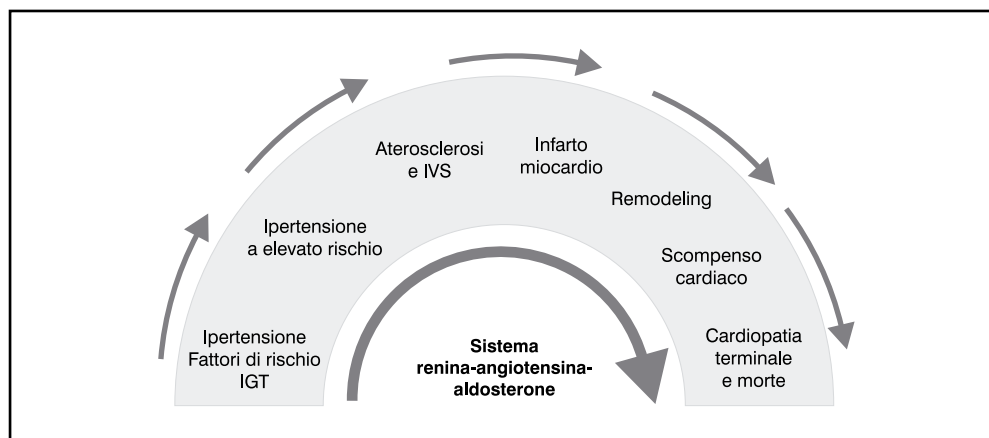 Ipertensione
Fattori di rischio
IGT
Ipertensione
a elevato rischio
Aterosclerosi
e IVS
Infarto
miocardio
Remodeling
Scompenso
cardiaco
Cardiopatia
terminale
e morte
Sistema
renina-angiotensina-
aldosterone